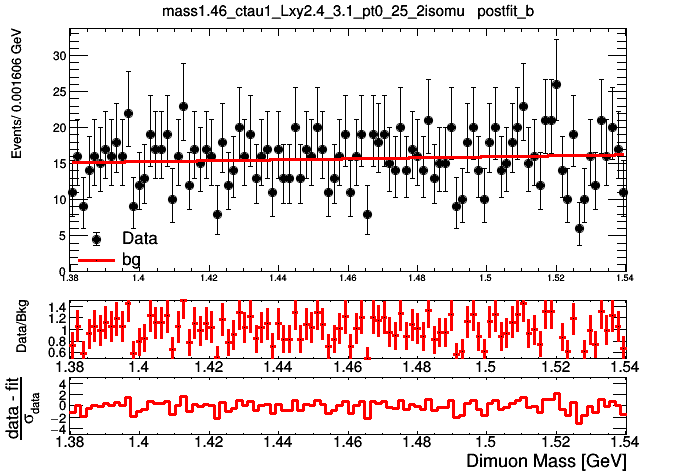 mass1.46_ctau1_Lxy2.4_3.1_pt0_25_2isomu postfit_b
Events/ 0.001606 GeV
30
25
20
15
10
5
0
Data
bg
1.38 1.4 1.42 1.44 1.46 1.48 1.5 1.52 1.54
Data/Bkg
1.4
1.2
1
0.8
0.6
1.38 1.4 1.42 1.44 1.46 1.48 1.5 1.52 1.54
data - fit
σdata
4
2
0
−2
−4
1.38 1.4 1.42 1.44 1.46 1.48 1.5 1.52 1.54
Dimuon Mass [GeV]